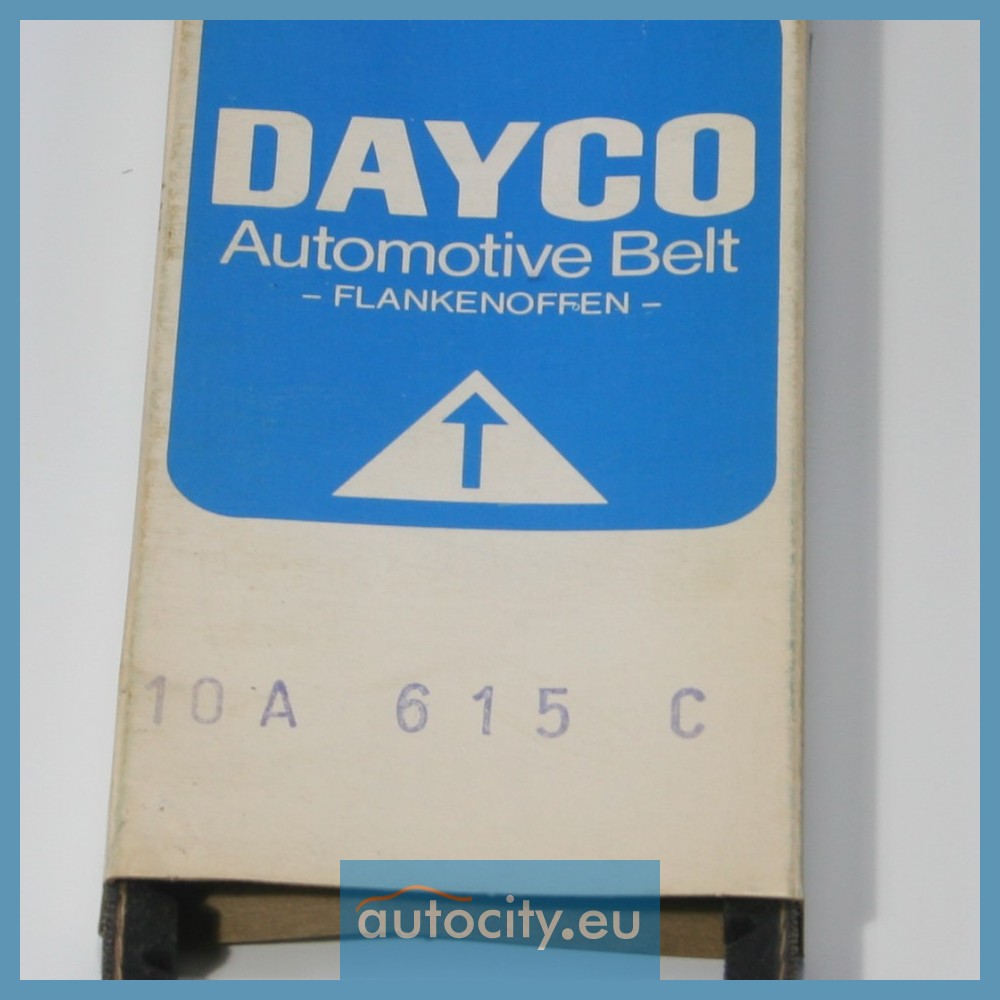 DAYCO
Automotive Belt
– FLANKENOFFEN –
10A 615 C
autocity.eu